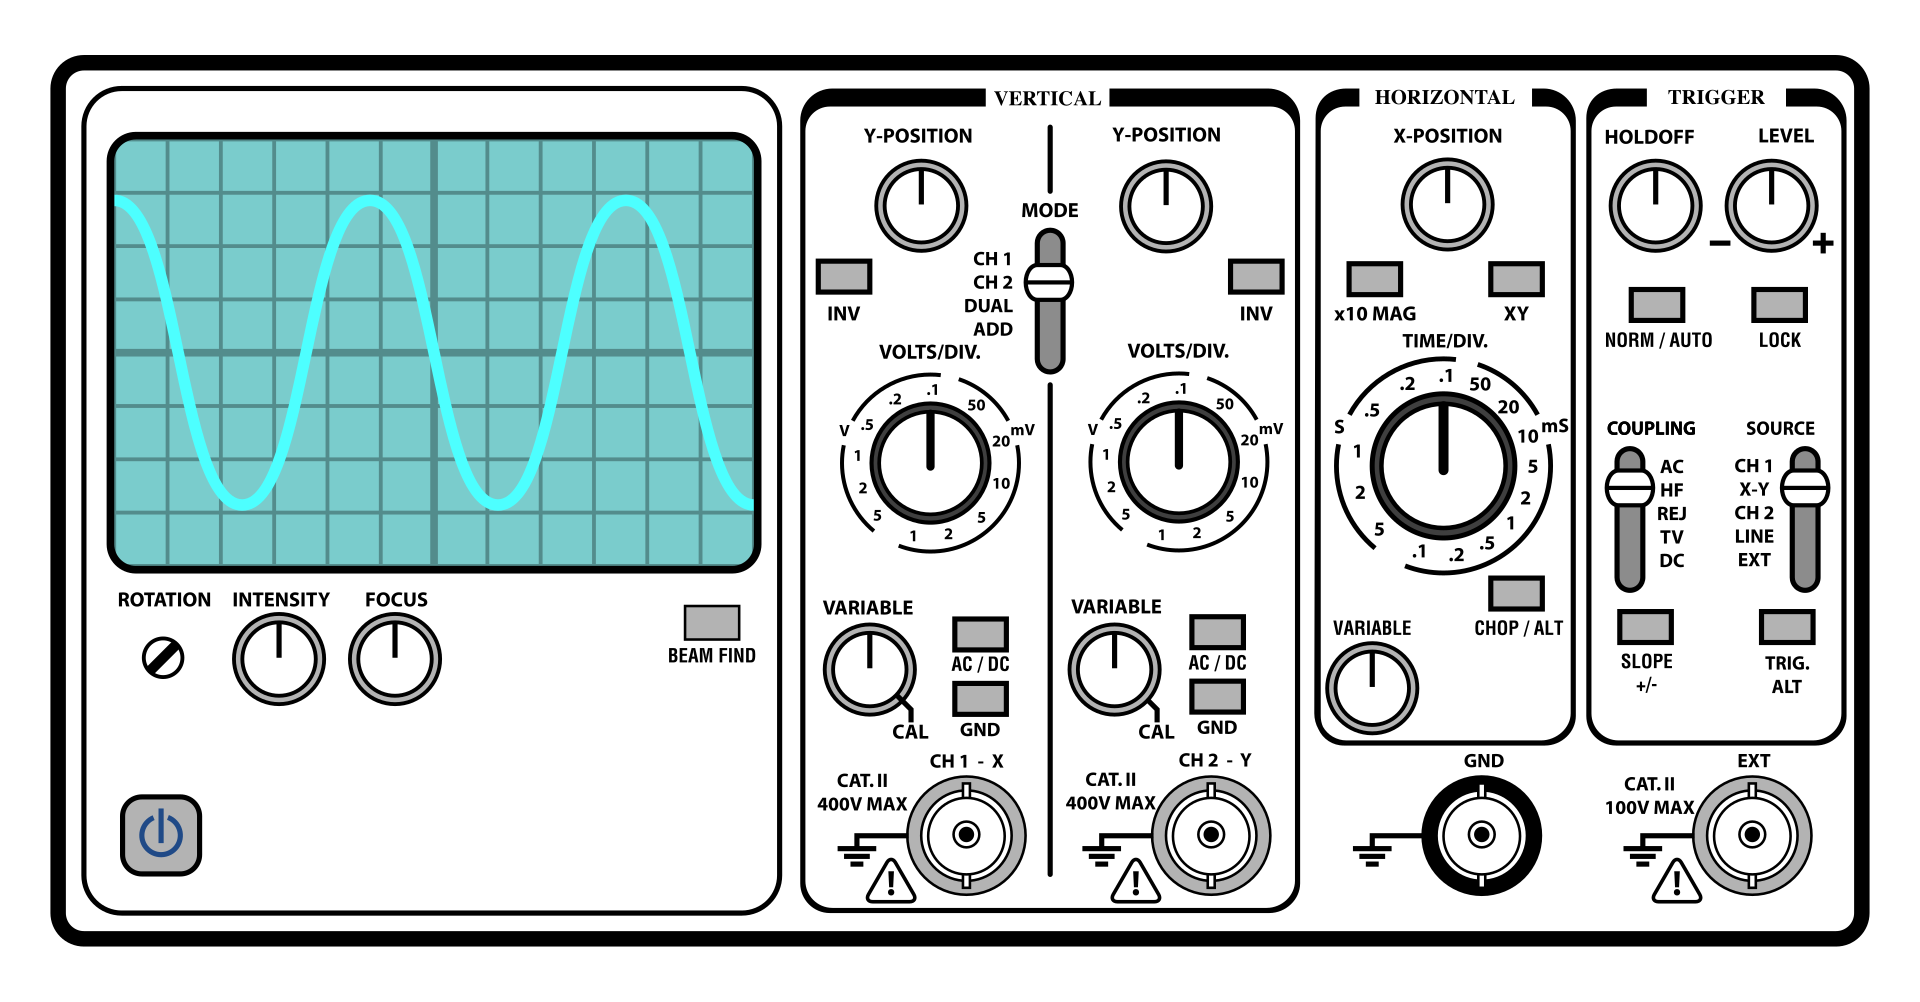 VERTICAL
HORIZONTAL
TRIGGER
Y-POSITION
Y-POSITION
X-POSITION
HOLDOFF
LEVEL
MODE
− +
CH 1
CH 2
DUAL
ADD
INV
INV
x10 MAG
XY
NORM / AUTO
LOCK
VOLTS/DIV.
V
.5
.2
.1
50
mV
20
10
5
2
1
5
2
1
VOLTS/DIV.
V
.5
.2
.1
50
mV
20
10
5
2
1
5
2
1
TIME/DIV.
S
.5
.2
.1
50
20
mS
10
5
2
1
.5
.2
.1
5
2
1
COUPLING
AC
HF
REJ
TV
DC
SOURCE
CH 1
X-Y
CH 2
LINE
EXT
ROTATION
INTENSITY
FOCUS
BEAM FIND
VARIABLE
CAL
AC / DC
GND
VARIABLE
CAL
AC / DC
GND
VARIABLE
CHOP / ALT
SLOPE
+/-
TRIG.
ALT
CH 1 - X
CAT. II
400V MAX
!
CH 2 - Y
CAT. II
400V MAX
!
GND
EXT
CAT. II
100V MAX
!